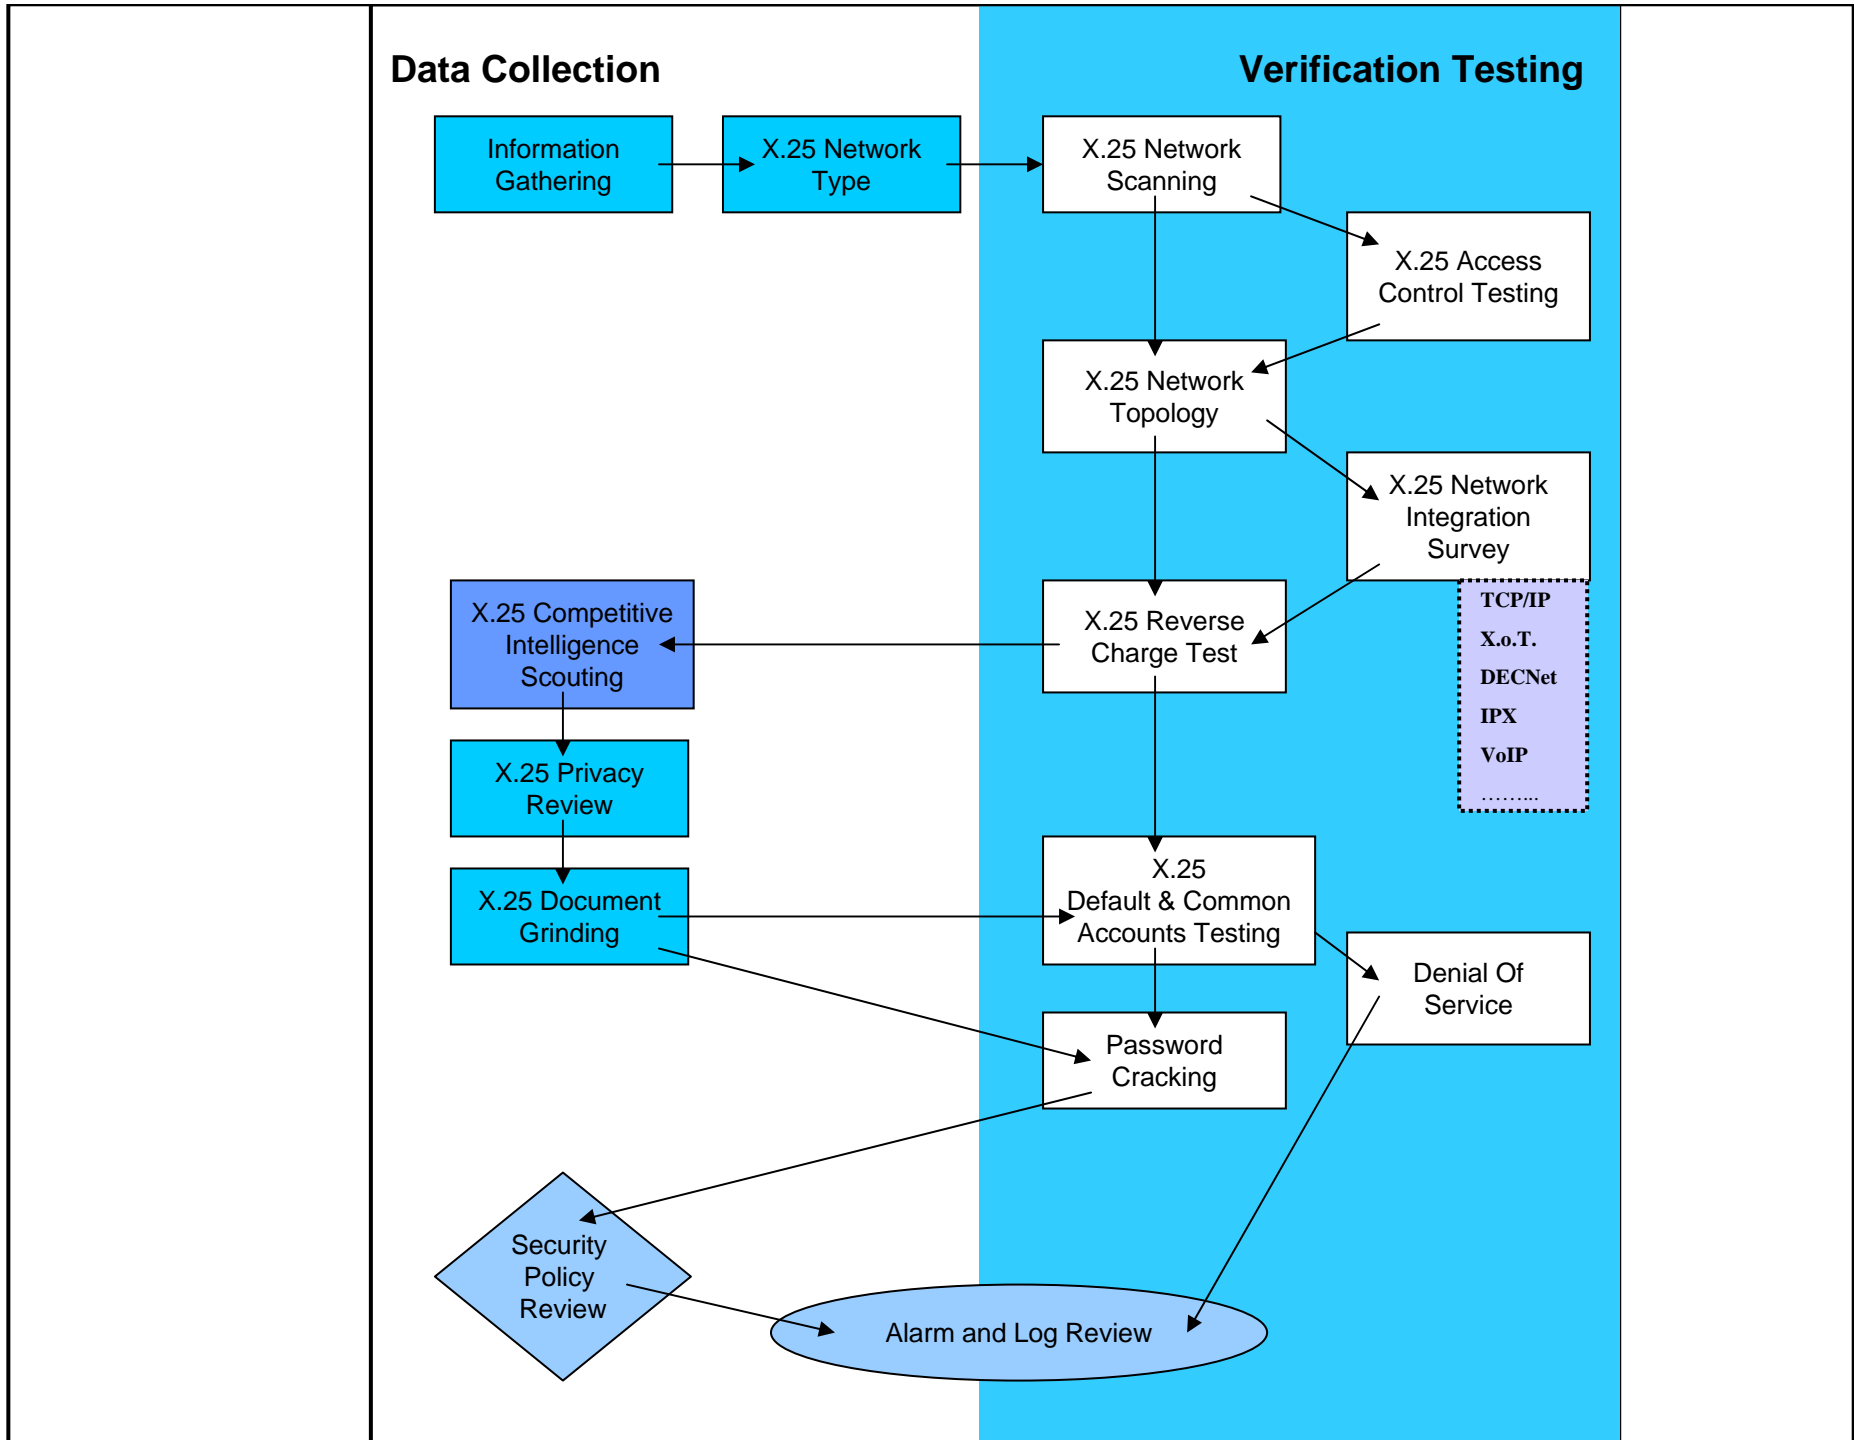 Data Collection
Verification Testing
Information
Gathering
X.25 Network
Type
X.25 Network
Scanning
X.25 Access
Control Testing
X.25 Network
Topology
X.25 Network
Integration
Survey
TCP/IP
X.o.T.
DECNet
IPX
VoIP
……...
X.25 Competitive
Intelligence
Scouting
X.25 Reverse
Charge Test
X.25 Privacy
Review
X.25 Document
Grinding
X.25
Default & Common
Accounts Testing
Denial Of
Service
Password
Cracking
Security
Policy
Review
Alarm and Log Review